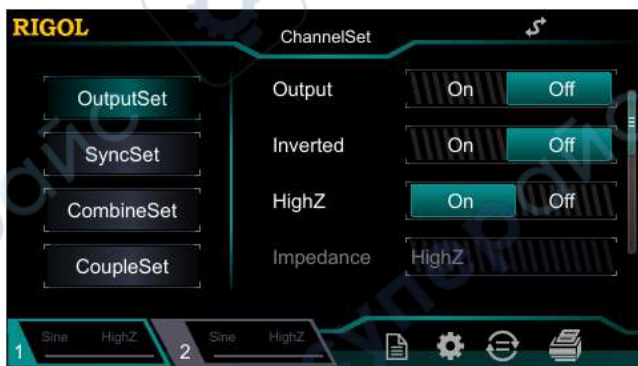 RIGOL
ChannelSet
OutputSet
SyncSet
CombineSet
CoupleSet
Output On Off
Inverted On Off
HighZ On Off
Impedance HighZ
1 Sine HighZ
2 Sine HighZ